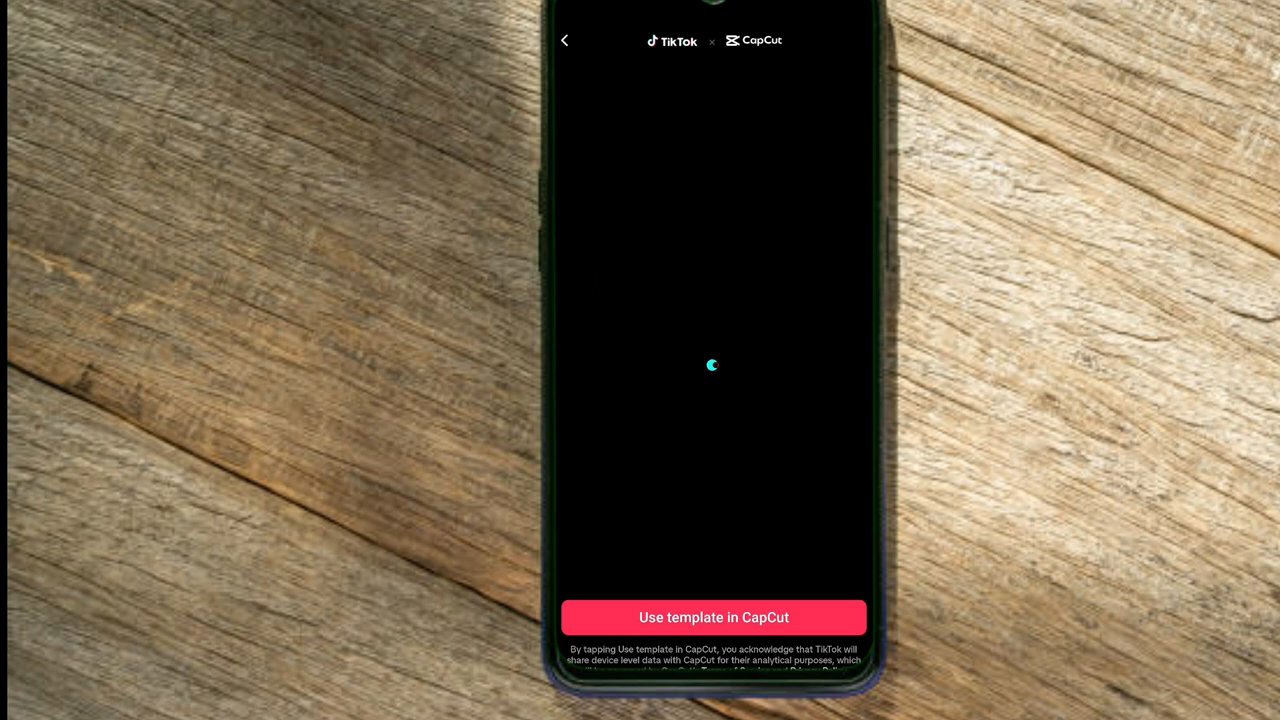 TikTok × CapCut
Use template in CapCut
By tapping Use template in CapCut, you acknowledge that TikTok will
share device level data with CapCut for their analytical purposes, which